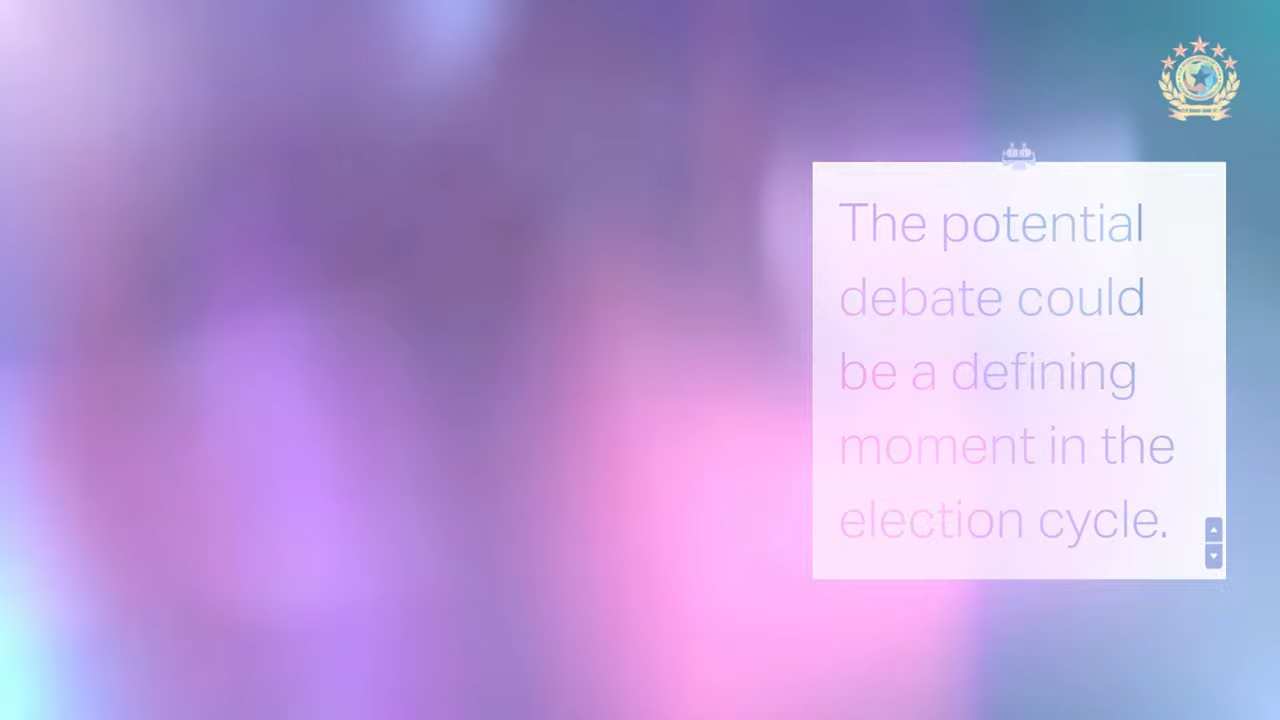 The potential
debate could
be a defining
moment in the
election cycle.